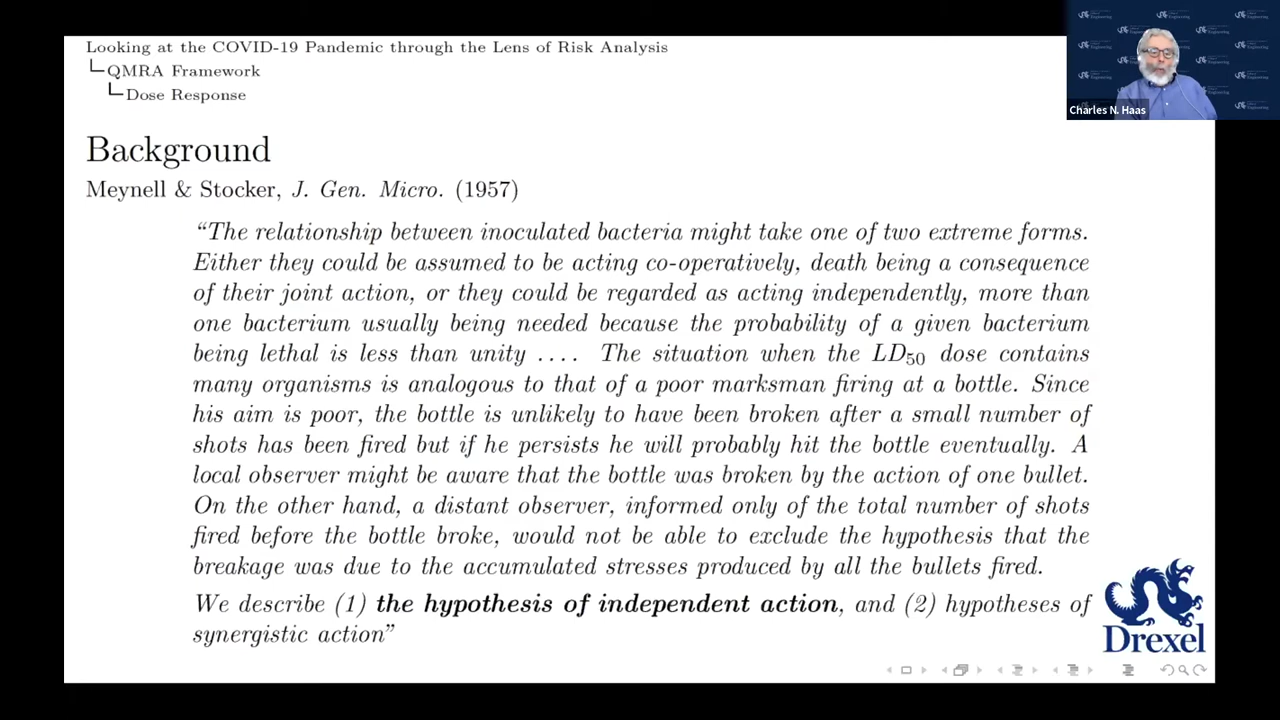 Looking at the COVID-19 Pandemic through the Lens of Risk Analysis
QMRA Framework
Dose Response
Charles N. Haas
Background
Meynell & Stocker, J. Gen. Micro. (1957)
“The relationship between inoculated bacteria might take one of two extreme forms.
Either they could be assumed to be acting co-operatively, death being a consequence
of their joint action, or they could be regarded as acting independently, more than
one bacterium usually being needed because the probability of a given bacterium
being lethal is less than unity .... The situation when the LD50 dose contains
many organisms is analogous to that of a poor marksman firing at a bottle. Since
his aim is poor, the bottle is unlikely to have been broken after a small number of
shots has been fired but if he persists he will probably hit the bottle eventually. A
local observer might be aware that the bottle was broken by the action of one bullet.
On the other hand, a distant observer, informed only of the total number of shots
fired before the bottle broke, would not be able to exclude the hypothesis that the
breakage was due to the accumulated stresses produced by all the bullets fired.
We describe (1) the hypothesis of independent action, and (2) hypotheses of
synergistic action”
Drexel